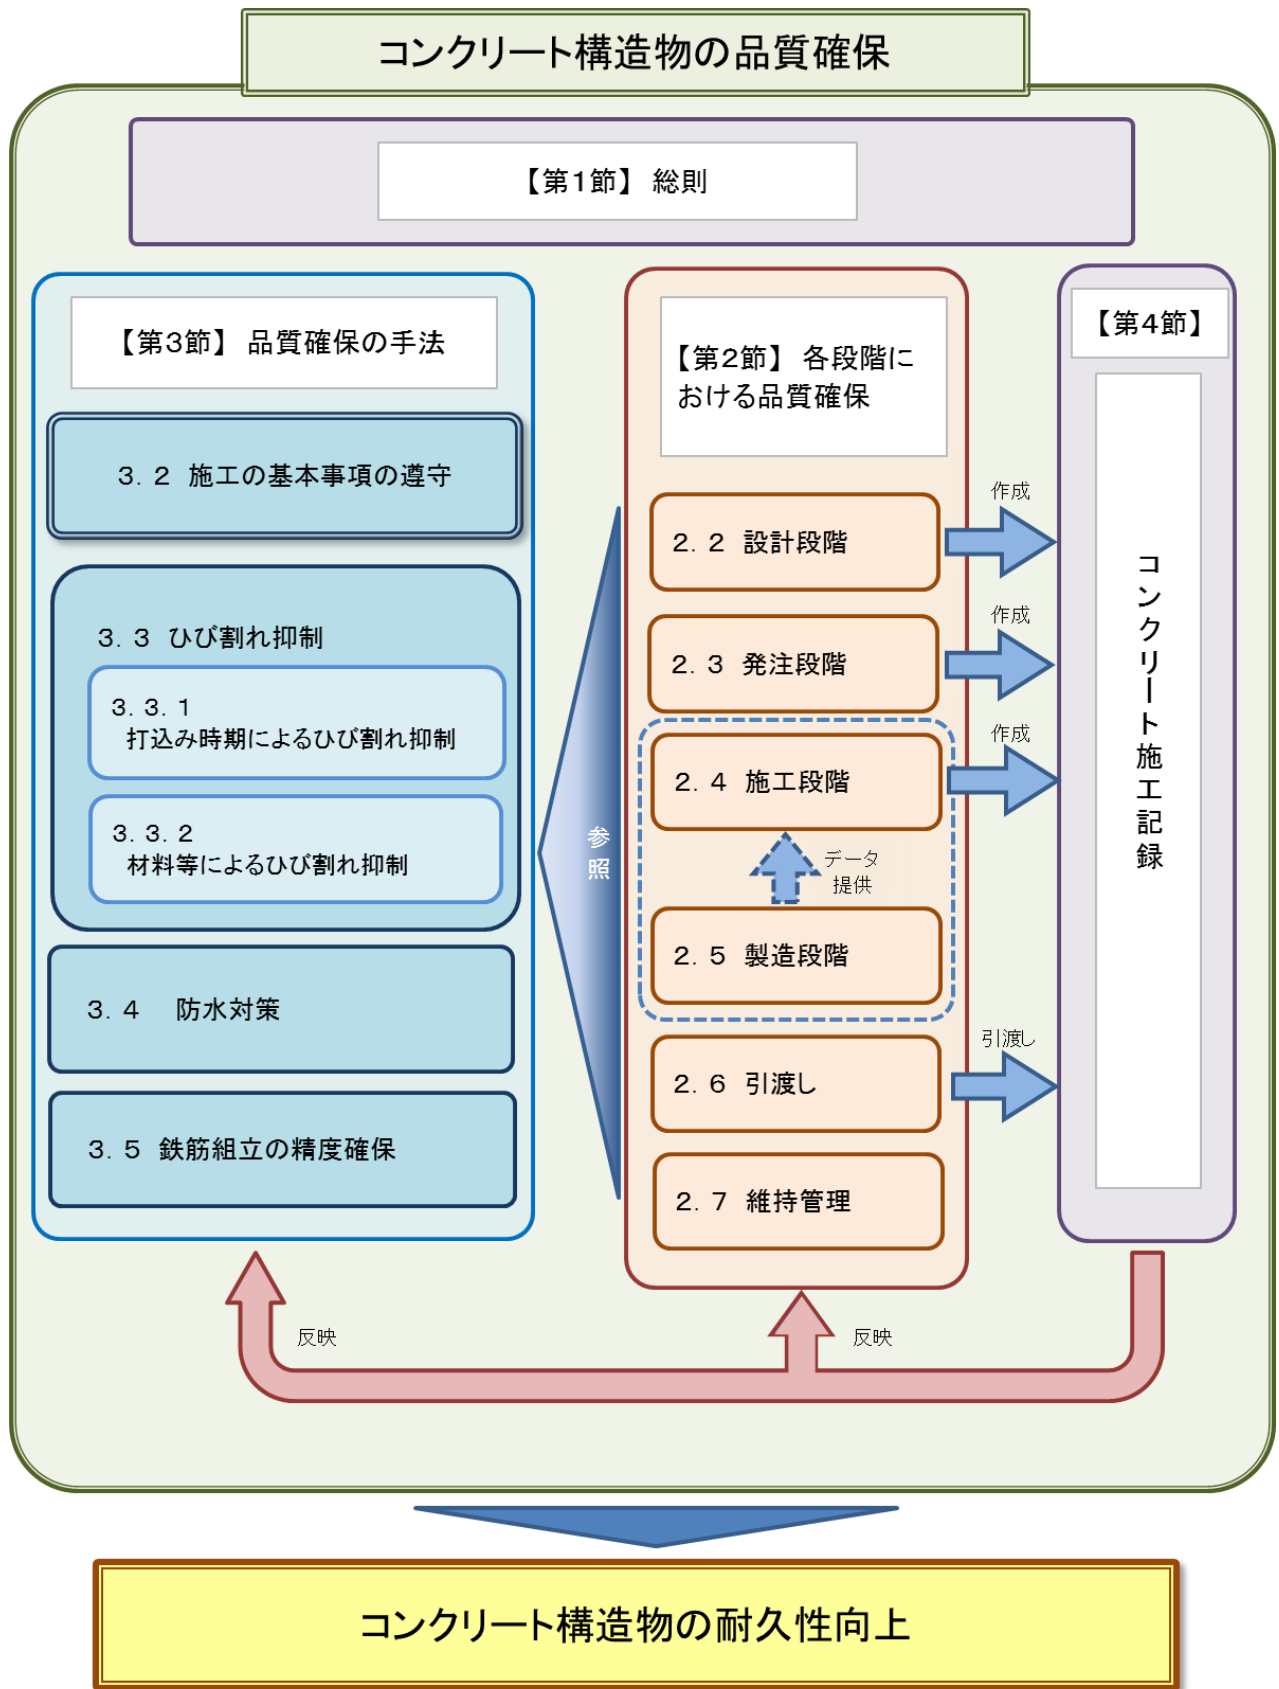 コンクリート構造物の品質確保
【第1節】 総則
【第3節】 品質確保の手法
3．2 施工の基本事項の遵守
3．3 ひび割れ抑制
3．3．1
打込み時期によるひび割れ抑制
3．3．2
材料等によるひび割れ抑制
3．4 防水対策
3．5 鉄筋組立の精度確保
参照
【第2節】 各段階に
おける品質確保
2．2 設計段階
2．3 発注段階
2．4 施工段階
データ
提供
2．5 製造段階
2．6 引渡し
2．7 維持管理
作成
作成
作成
引渡し
【第4節】
コンクリート施工記録
反映
反映
コンクリート構造物の耐久性向上